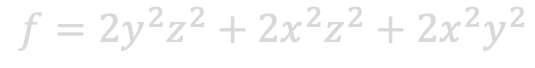 f = 2y²z² + 2x²z² + 2x²y²